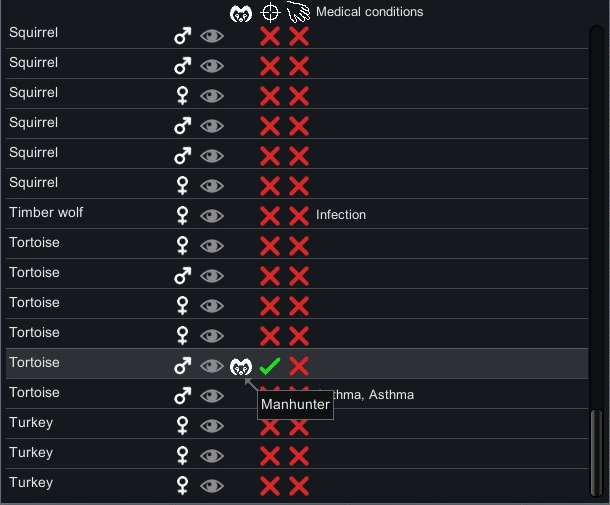 Medical conditions
Squirrel
Squirrel
Squirrel
Squirrel
Squirrel
Squirrel
Timber wolf Infection
Tortoise
Tortoise
Tortoise
Tortoise
Tortoise
Tortoise thma, Asthma
Manhunter
Turkey
Turkey
Turkey